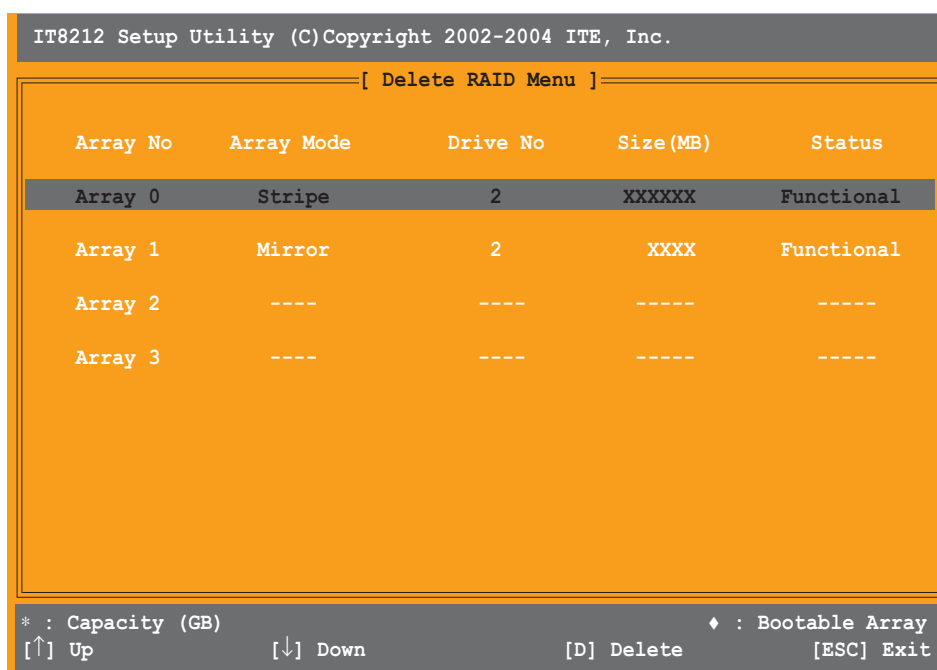 IT8212 Setup Utility (C)Copyright 2002-2004 ITE, Inc.
[ Delete RAID Menu ]
Array No Array Mode Drive No Size(MB) Status
Array 0 Stripe 2 XXXXXX Functional
Array 1 Mirror 2 XXXX Functional
Array 2 ---- ---- ----- -----
Array 3 ---- ---- ----- -----
* : Capacity (GB) ♦ : Bootable Array
[↑] Up [↓] Down [D] Delete [ESC] Exit